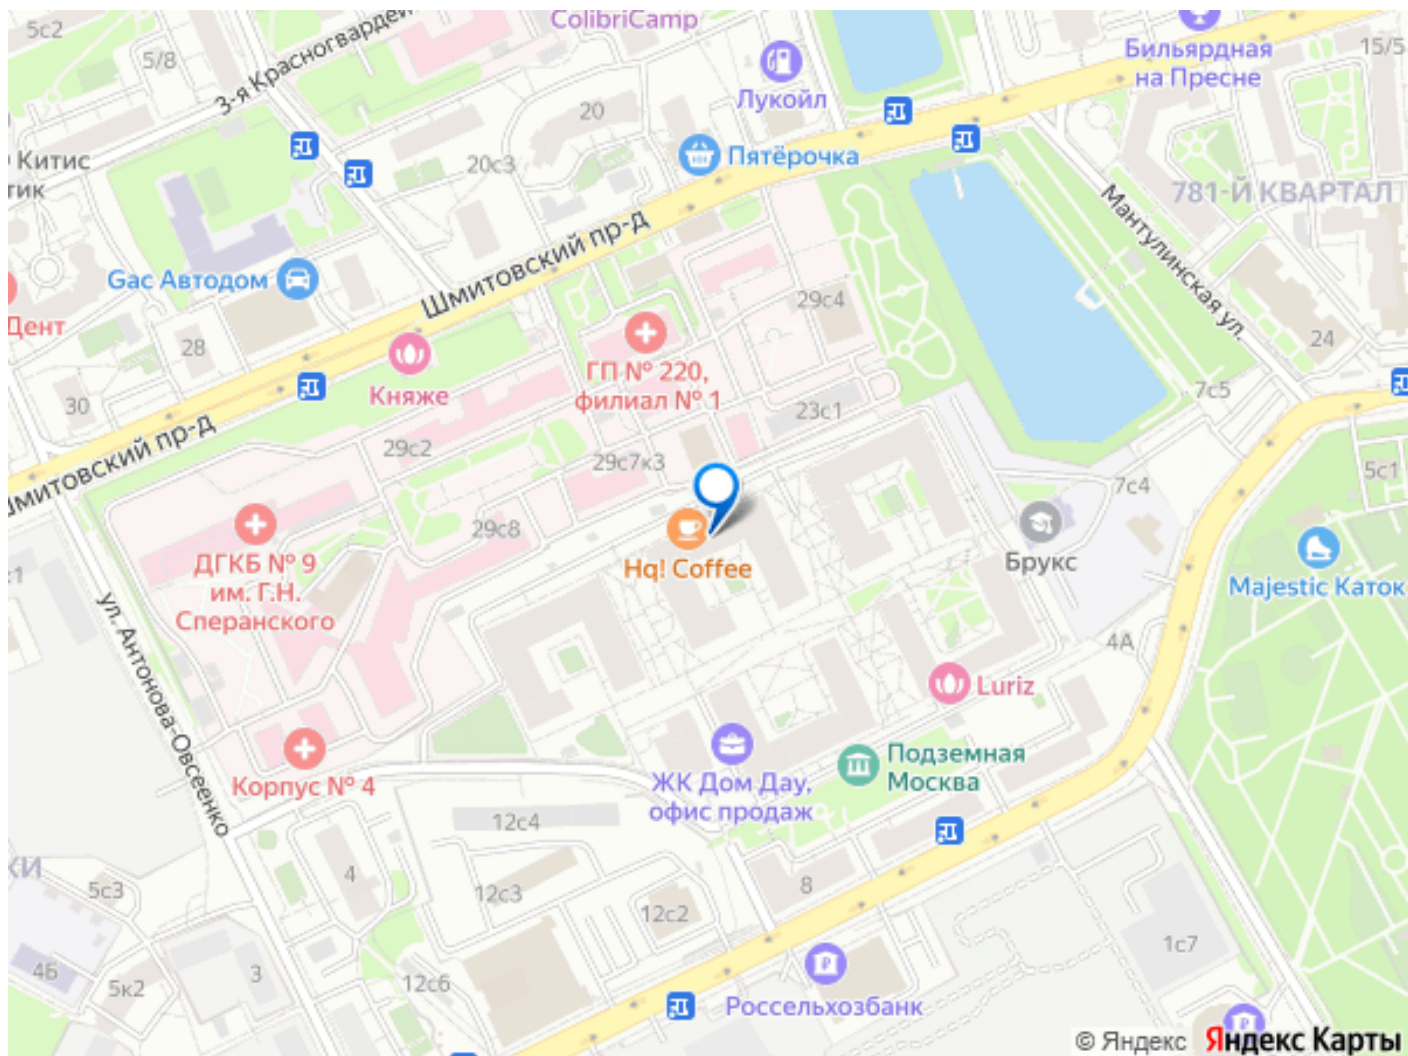 5с2
5/8
3-я Красногвардей
ColibriCamp
Лукойл
Бильярдная
на Пресне
15/5
20
20с3
Пятёрочка
Китис
тик
781-Й КВАРТАЛ
Мантулинская ул.
Шмитовский пр-д
Gac Автодом
Дент
28
30
Княже
29с4
ГП № 220,
филиал № 1
24
7с5
23с1
Шмитовский пр-д
29с2
29с7к3
5с1
7с4
29с8
ДГКБ № 9
им. Г.Н.
Сперанского
Hq! Coffee
Брукс
Majestic Каток
ул. Антонова-Овсеенко
4А
Luriz
Корпус № 4
ЖК Дом Дау,
офис продаж
Подземная
Москва
12с4
4
8
КИ
5с3
12с3
12с2
1с7
4Б
5к2
3
12с6
Россельхозбанк
© Яндекс Яндекс Карты